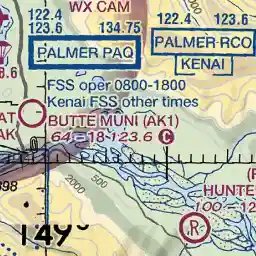 WX CAM
122.4
134.75
123.6
122.4 123.6
PALMER PAQ
PALMER RCO
KENAI
FSS oper 0800-1800
Kenai FSS other times
BUTTE MUNI (AK1)
64 - 18 123.6 C
2000
500
HUNTE
100 - 12
R
149°